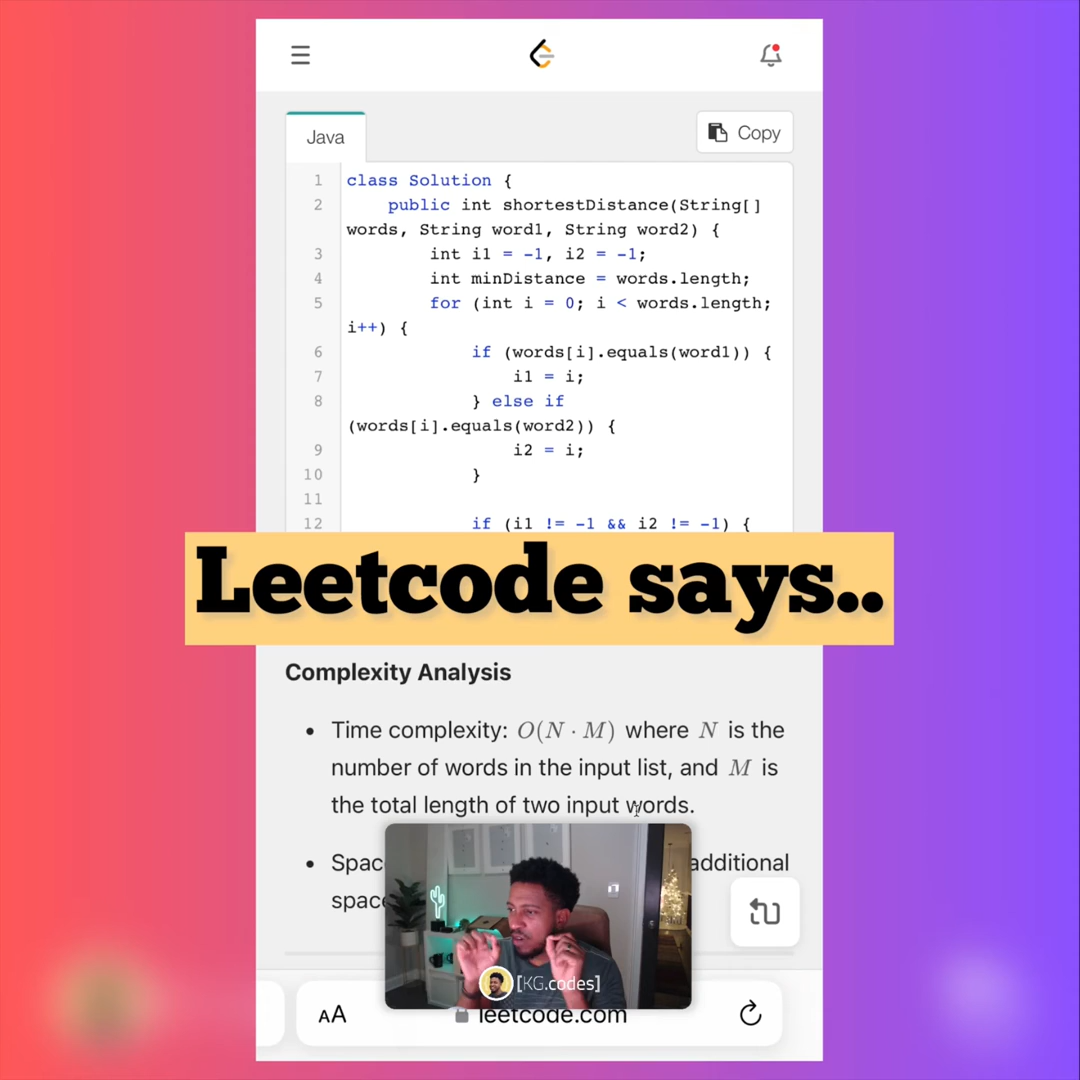 Java
Copy
1 class Solution {
2 public int shortestDistance(String[]
words, String word1, String word2) {
3 int i1 = -1, i2 = -1;
4 int minDistance = words.length;
5 for (int i = 0; i < words.length;
i++) {
6 if (words[i].equals(word1)) {
7 i1 = i;
8 } else if
(words[i].equals(word2)) {
9 i2 = i;
10 }
11
12 if (i1 != -1 && i2 != -1) {
Leetcode says..
Complexity Analysis
• Time complexity: O(N · M) where N is the
number of words in the input list, and M is
the total length of two input words.
• additional
[KG.codes]
AA leetcode.com